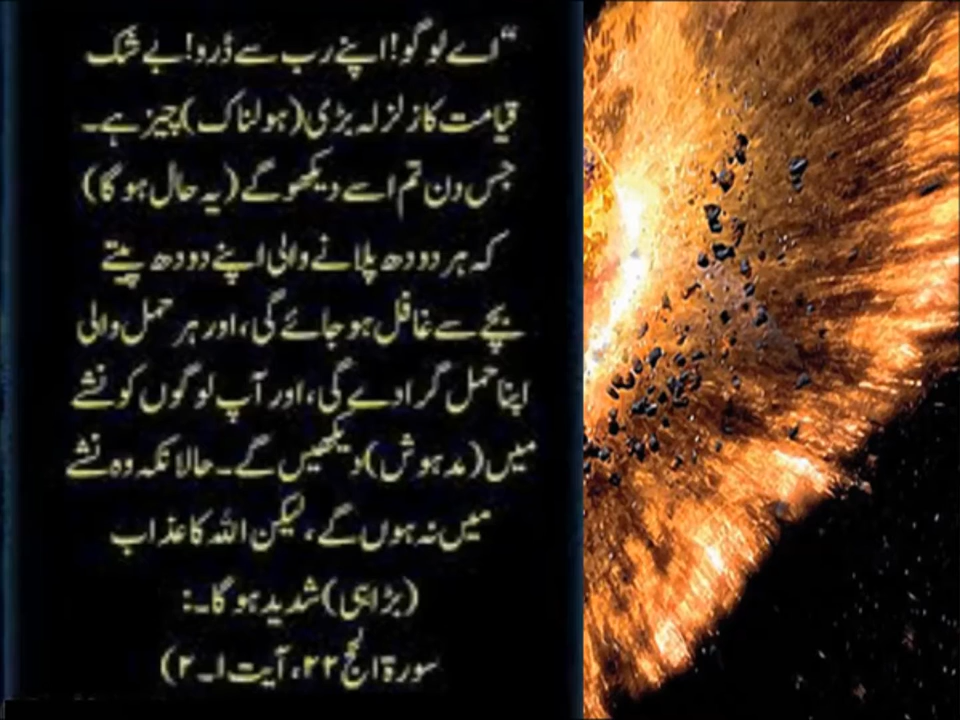 “اے لوگو! اپنے رب سے ڈرو! بے شک
قیامت کا زلزلہ بڑی (ہولناک) چیز ہے۔
جس دن تم اسے دیکھو گے (یہ حال ہو گا)
کہ ہر دودھ پلانے والی اپنے دودھ پیتے
بچے سے غافل ہو جائے گی، اور ہر حمل والی
اپنا حمل گرا دے گی، اور آپ لوگوں کو نشے
میں (مدہوش) دیکھیں گے۔ حالانکہ وہ نشے
میں نہ ہوں گے، لیکن اللہ کا عذاب
(بڑا ہی) شدید ہو گا۔:
سورۃ الحج ۲۲، آیت ۱۔۲)